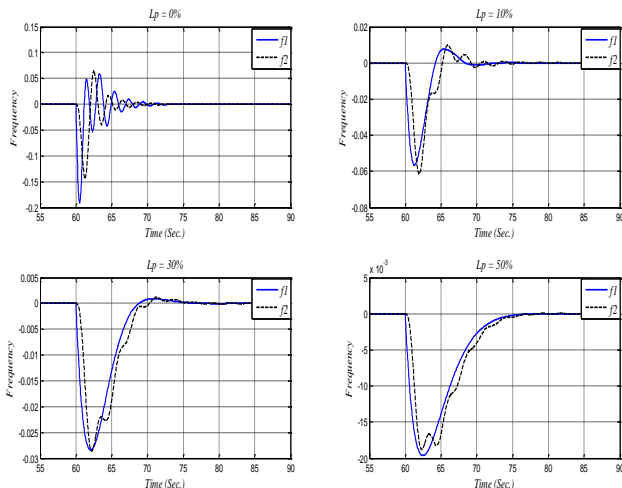 Lp = 0%
0.15
0.1
0.05
0
-0.05
-0.1
-0.15
-0.2
Frequency
f1
f2
55 60 65 70 75 80 85 90
Time (Sec.)
Lp = 10%
0.02
0
-0.02
-0.04
-0.06
-0.08
Frequency
f1
f2
55 60 65 70 75 80 85 90
Time (Sec.)
Lp = 30%
0.005
0
-0.005
-0.01
-0.015
-0.02
-0.025
-0.03
Frequency
f1
f2
55 60 65 70 75 80 85 90
Time (Sec.)
Lp = 50%
5 x 10⁻³
0
-5
-10
-15
-20
Frequency
f1
f2
55 60 65 70 75 80 85 90
Time (Sec.)